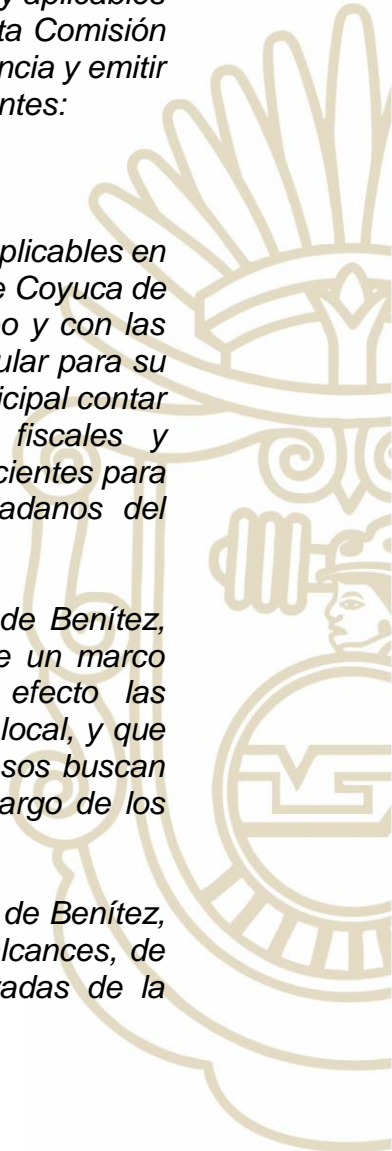 y aplicables
ta Comisión
ncia y emitir
ntes:
plicables en
e Coyuca de
o y con las
ular para su
icipal contar
fiscales y
cientes para
adanos del
de Benítez,
e un marco
efecto las
local, y que
sos buscan
argo de los
de Benítez,
lcances, de
adas de la